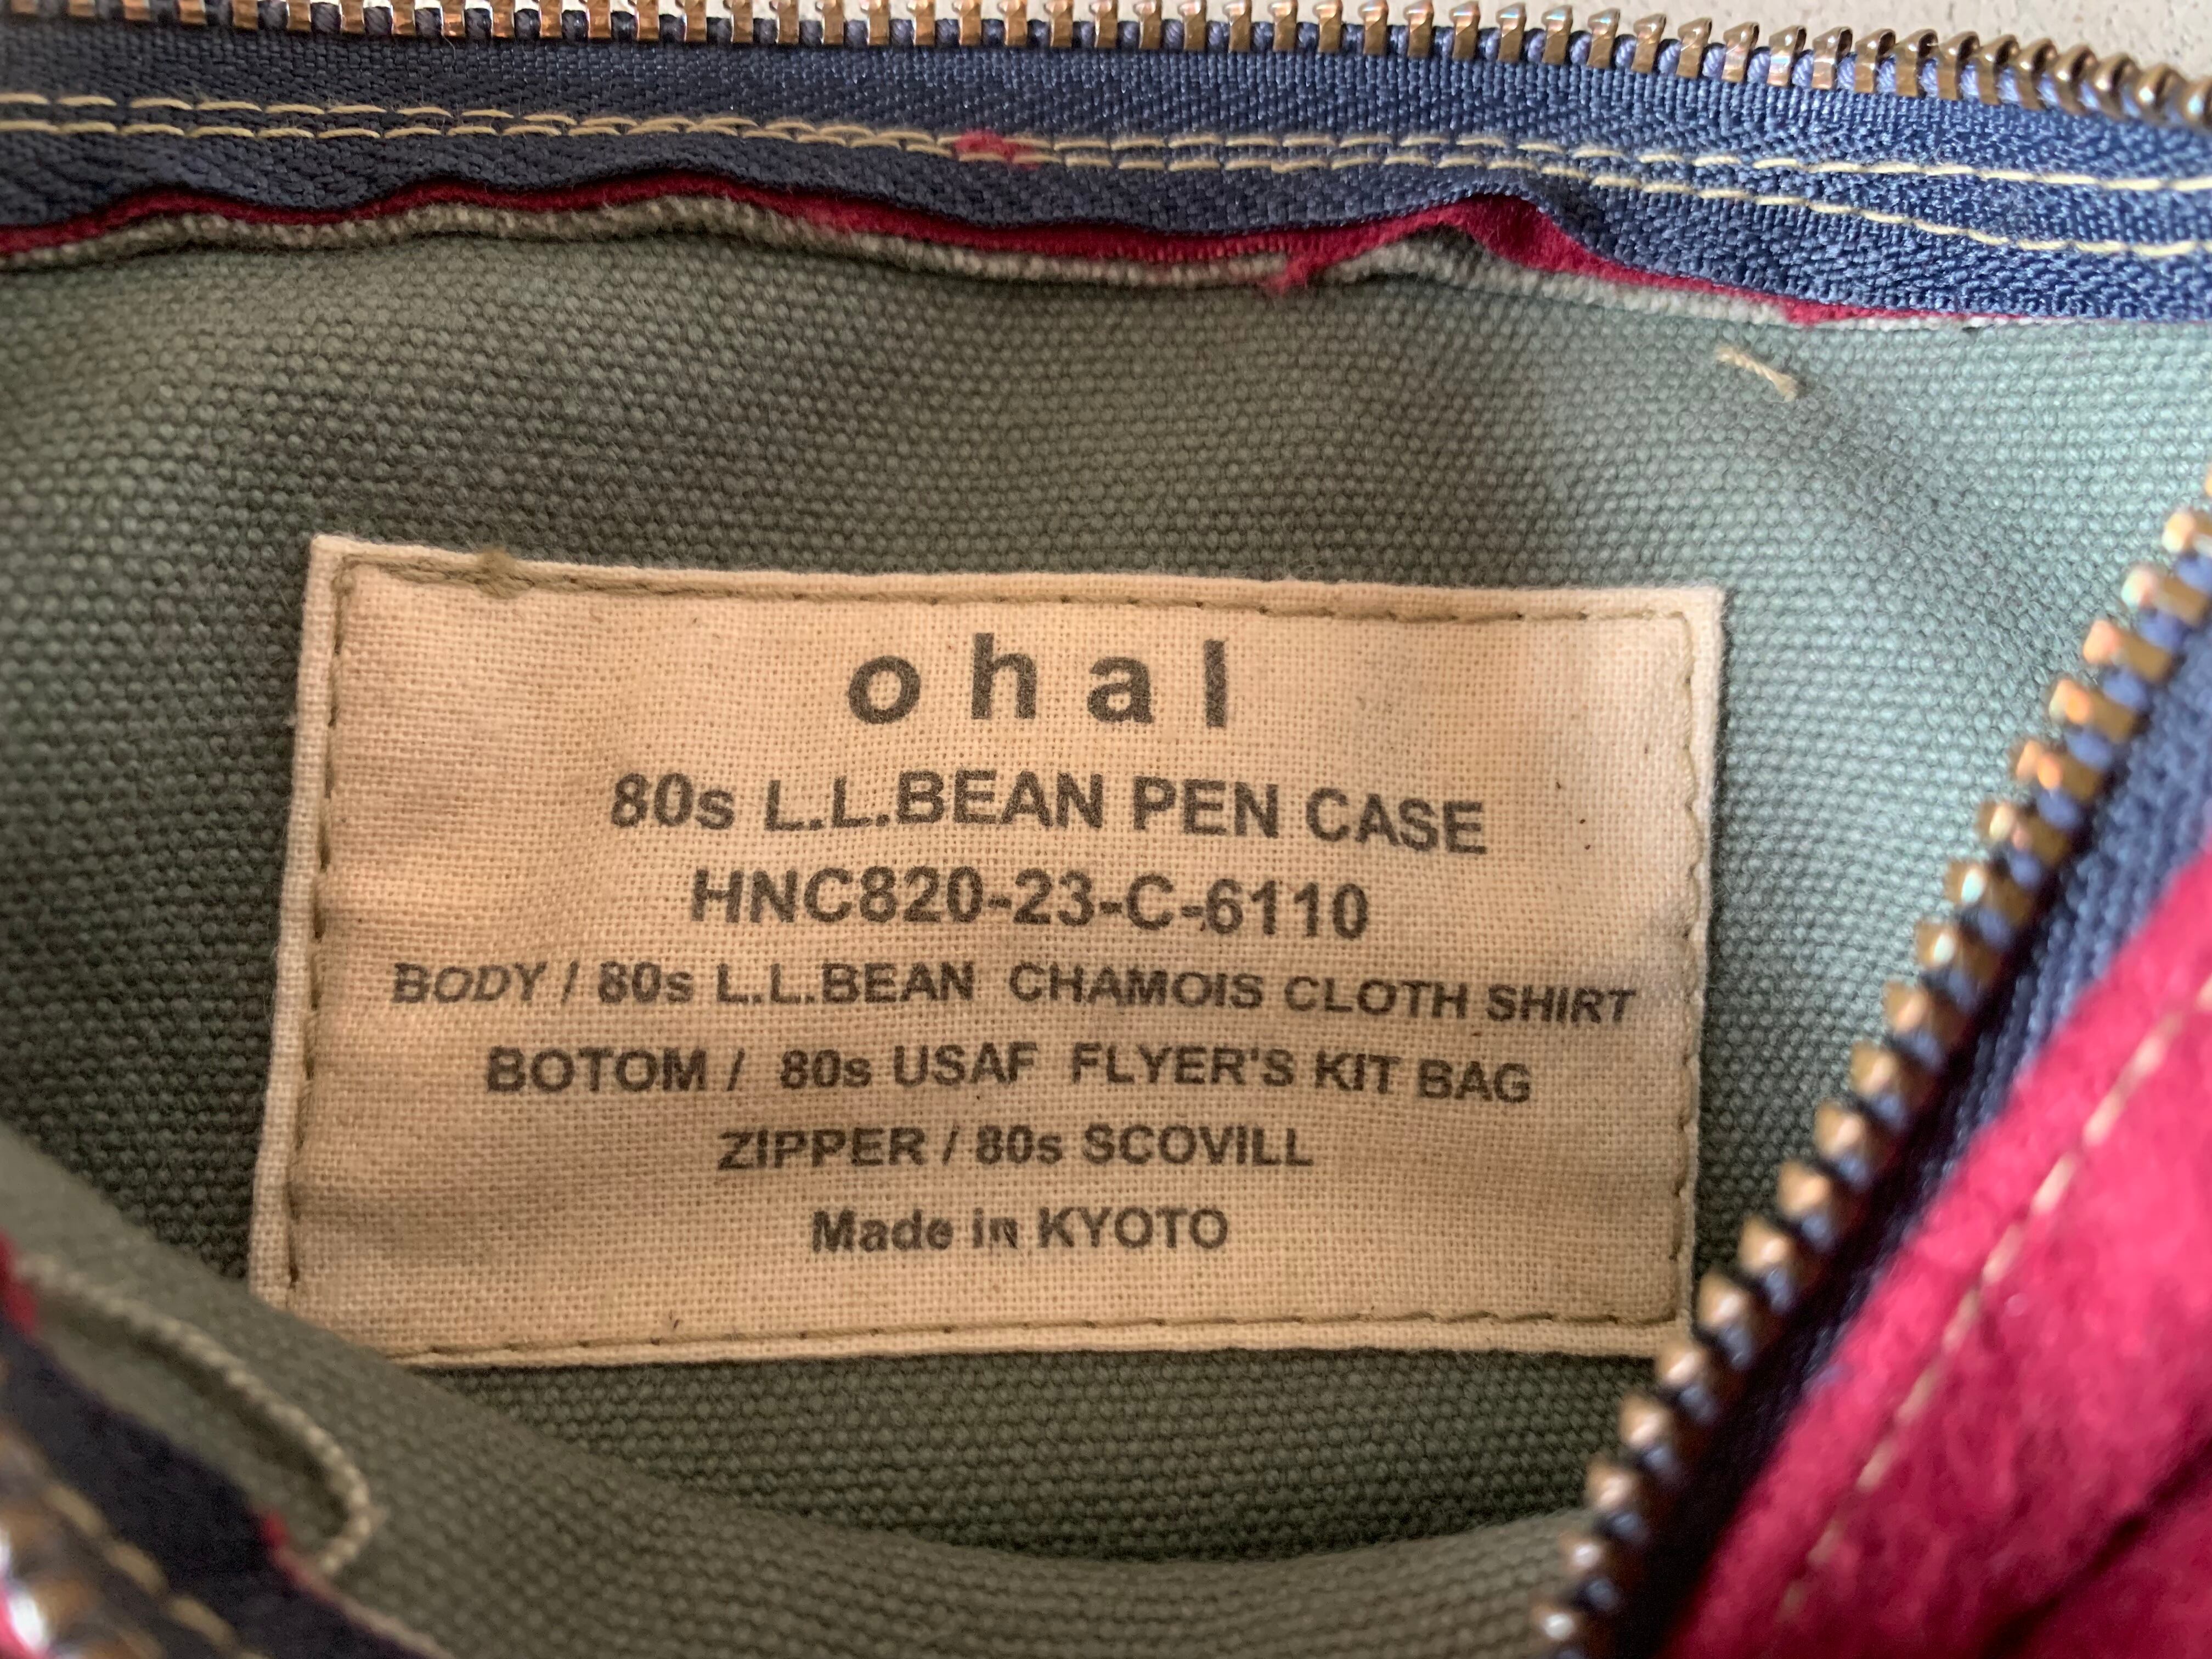 ohal
80s L.L.BEAN PEN CASE
HNC820-23-C-6110
BODY / 80s L.L.BEAN CHAMOIS CLOTH SHIRT
BOTOM / 80s USAF FLYER'S KIT BAG
ZIPPER / 80s SCOVILL
Made in KYOTO